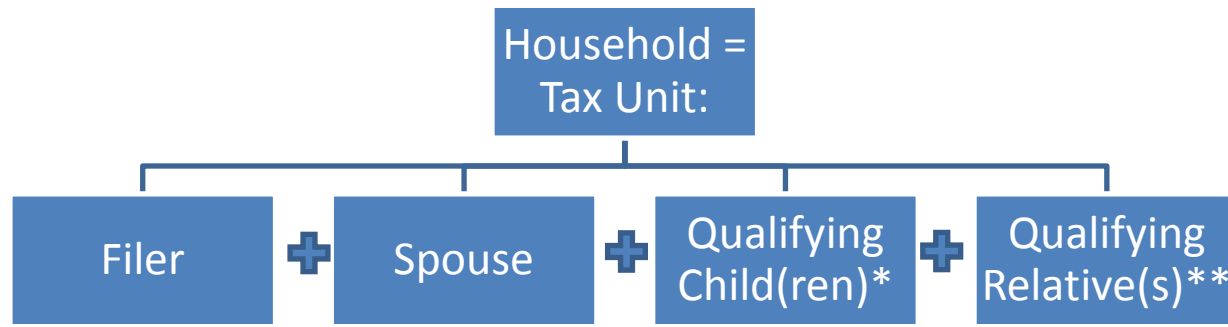 Household =
Tax Unit:
Filer
Spouse
Qualifying
Child(ren)*
Qualifying
Relative(s)**